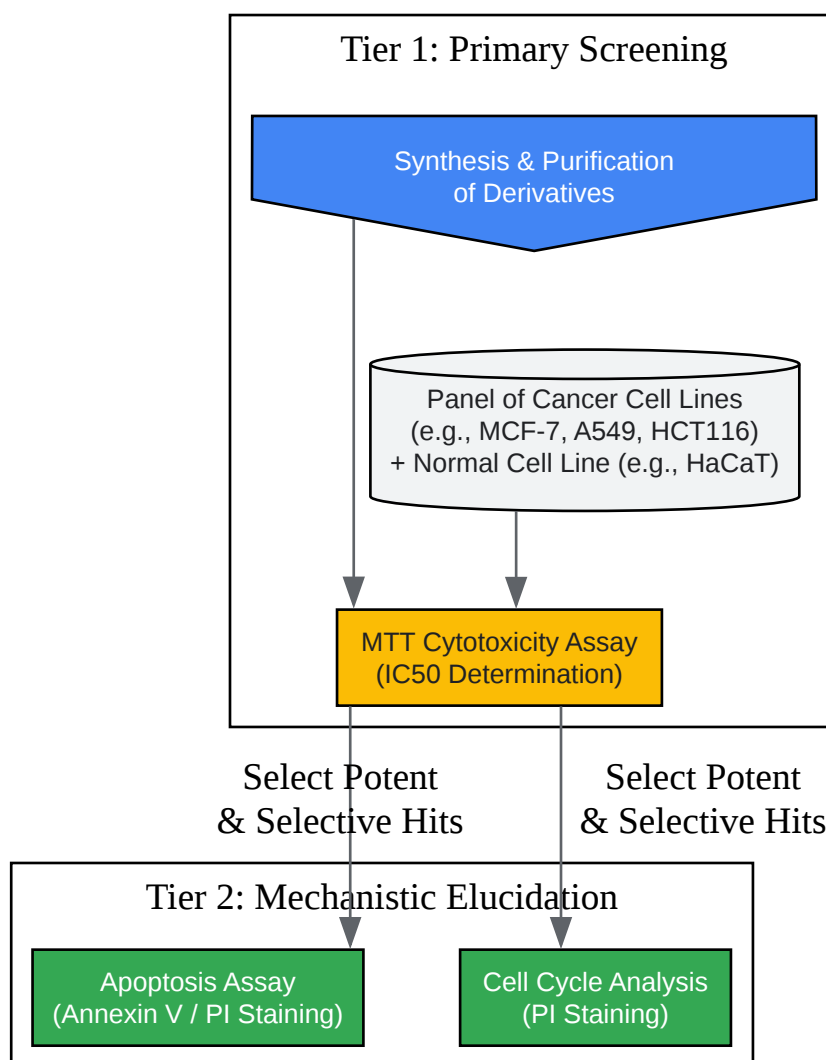 Tier 1: Primary Screening
Synthesis & Purification
of Derivatives
Panel of Cancer Cell Lines
(e.g., MCF-7, A549, HCT116)
+ Normal Cell Line (e.g., HaCaT)
MTT Cytotoxicity Assay
(IC50 Determination)
Select Potent
& Selective Hits
Select Potent
& Selective Hits
Tier 2: Mechanistic Elucidation
Apoptosis Assay
(Annexin V / PI Staining)
Cell Cycle Analysis
(PI Staining)